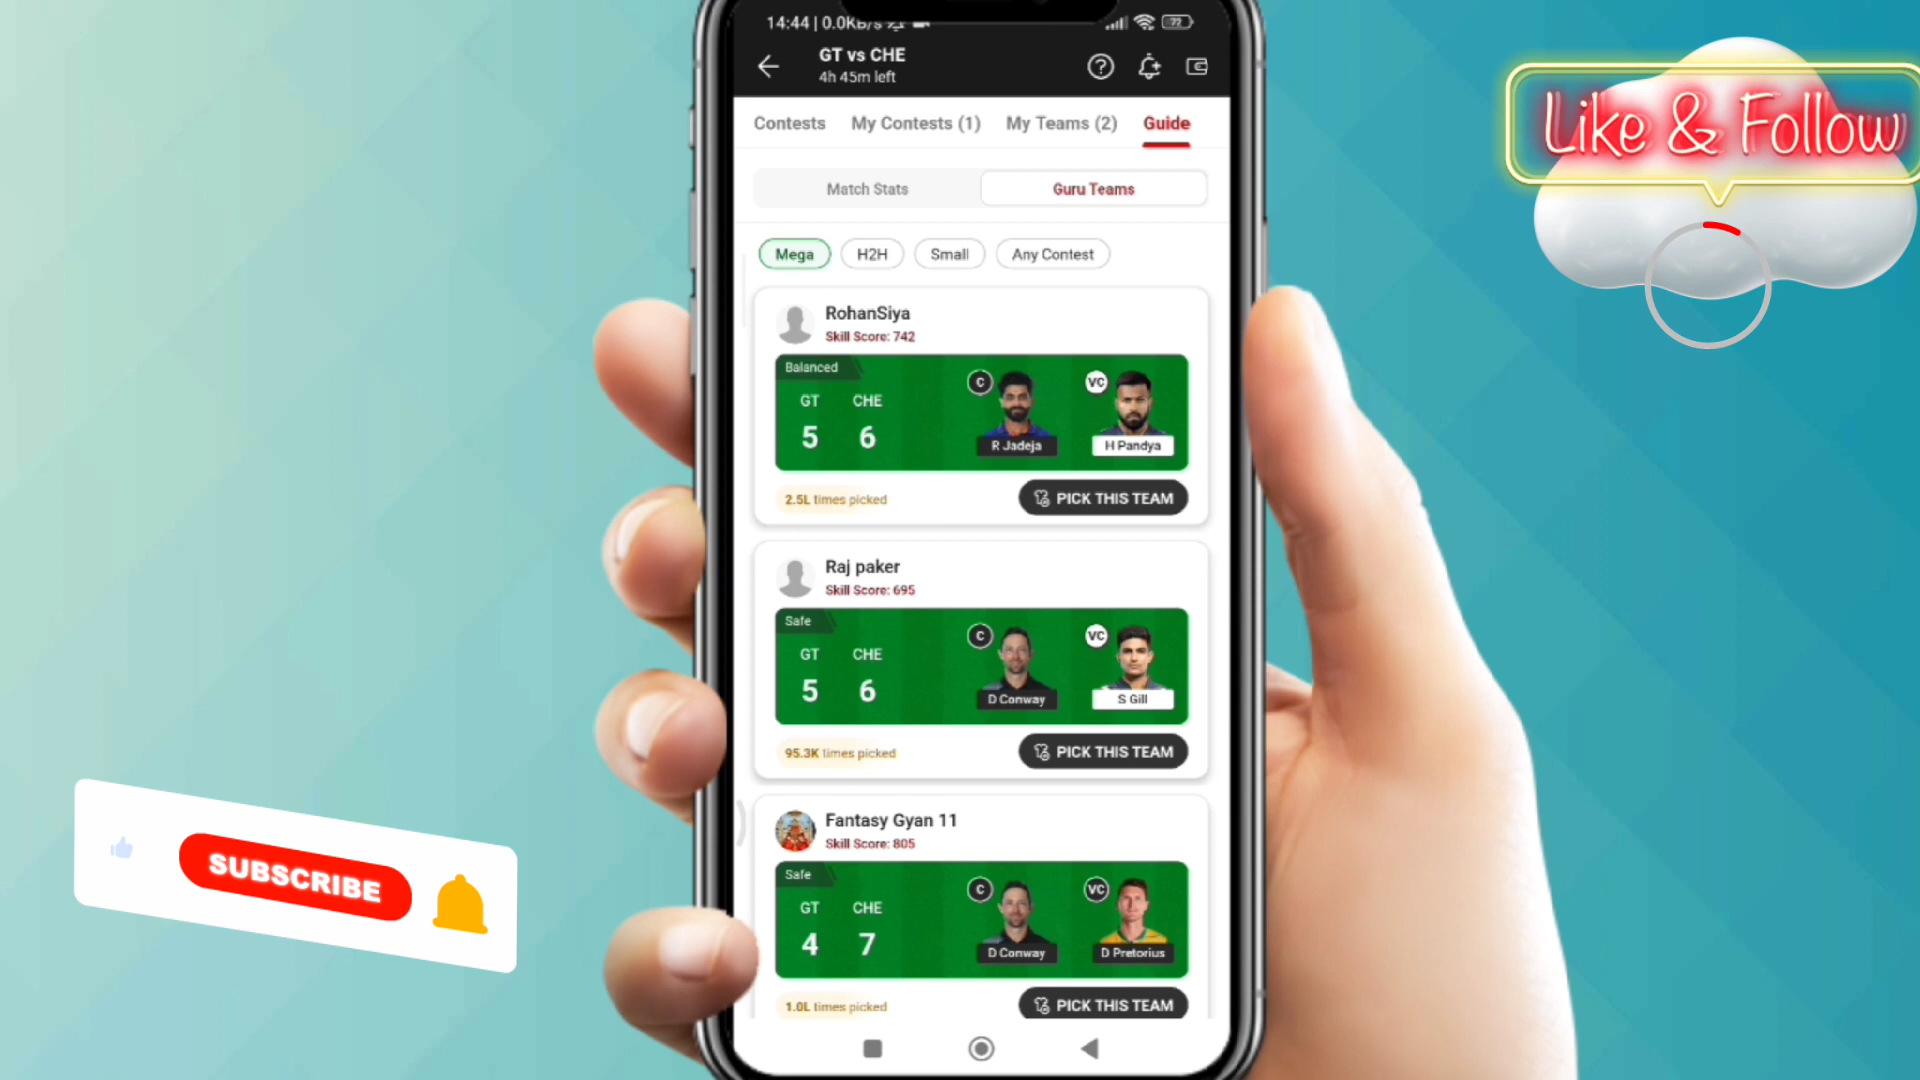 14:44 | 0.0KB/s
72
GT vs CHE
4h 45m left
Contests My Contests (1) My Teams (2) Guide
Match Stats Guru Teams
Mega H2H Small Any Contest
RohanSiya
Skill Score: 742
Balanced
GT CHE
5 6
C VC
R Jadeja H Pandya
2.5L times picked
PICK THIS TEAM
Raj paker
Skill Score: 695
Safe
GT CHE
5 6
C VC
D Conway S Gill
95.3K times picked
PICK THIS TEAM
Fantasy Gyan 11
Skill Score: 805
Safe
GT CHE
4 7
C VC
D Conway D Pretorius
1.0L times picked
PICK THIS TEAM
Like & Follow
SUBSCRIBE